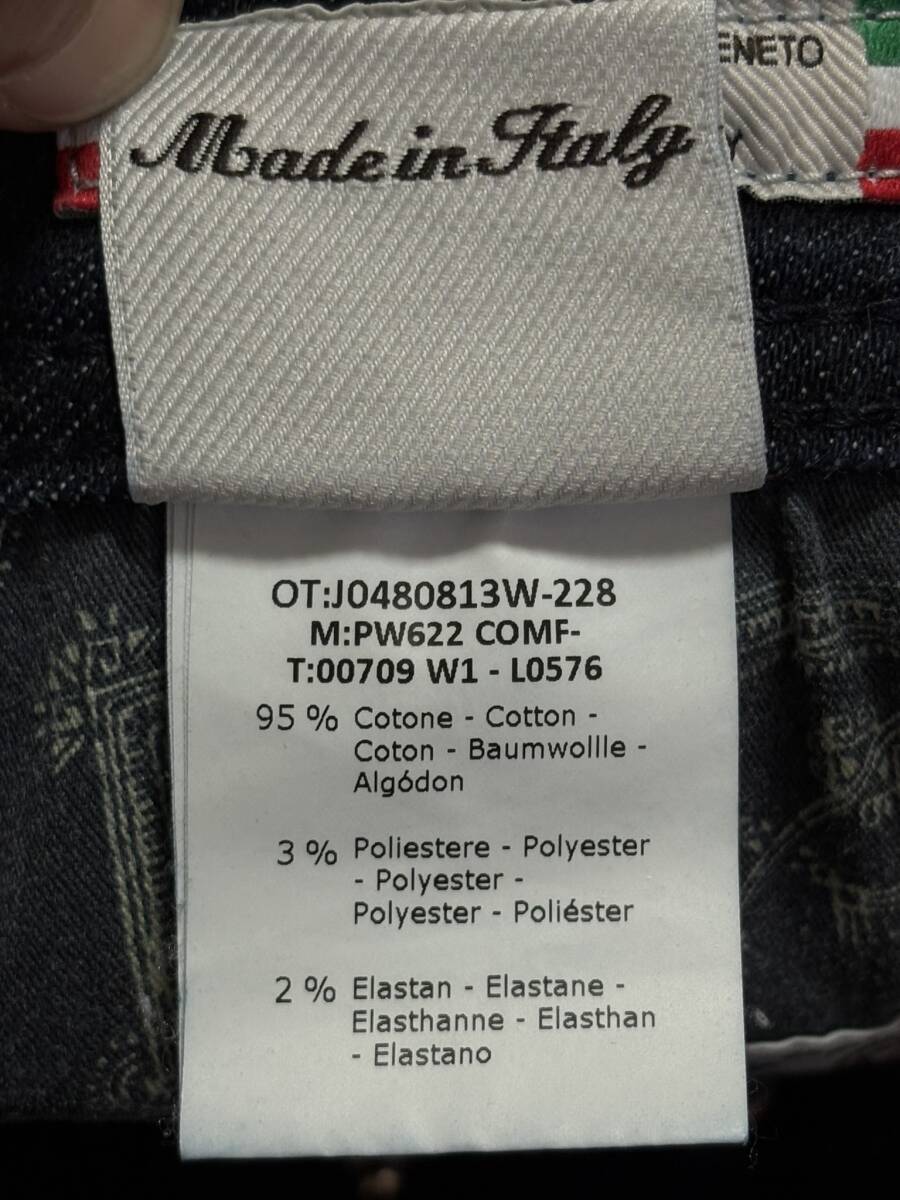 ENETO
Made in Italy
Y
OT:J0480813W-228
M:PW622 COMF-
T:00709 W1 - L0576
95 % Cotone - Cotton -
Coton - Baumwollle -
Algódon
3 % Poliestere - Polyester
- Polyester -
Polyester - Poliéster
2 % Elastan - Elastane -
Elasthanne - Elasthan
- Elastano